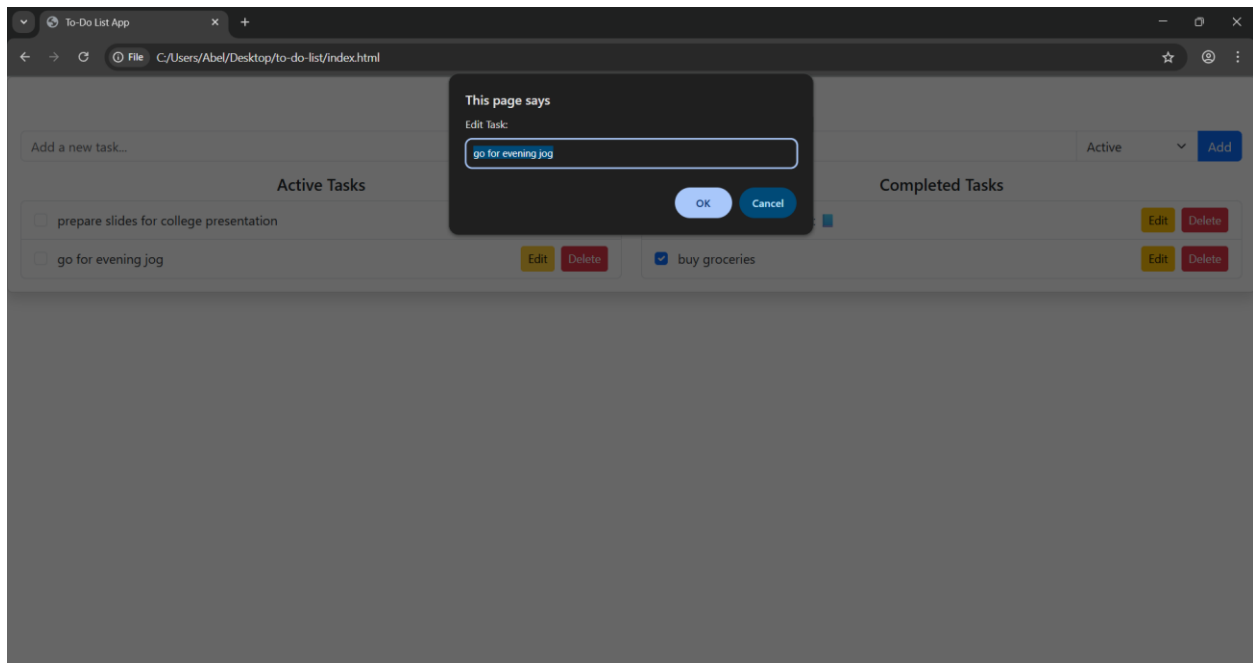 To-Do List App
File C:/Users/Abel/Desktop/to-do-list/index.html
This page says
Edit Task:
go for evening jog
OK Cancel
Add a new task... Active Add
Active Tasks
prepare slides for college presentation
go for evening jog Edit Delete
Completed Tasks
Edit Delete
buy groceries Edit Delete